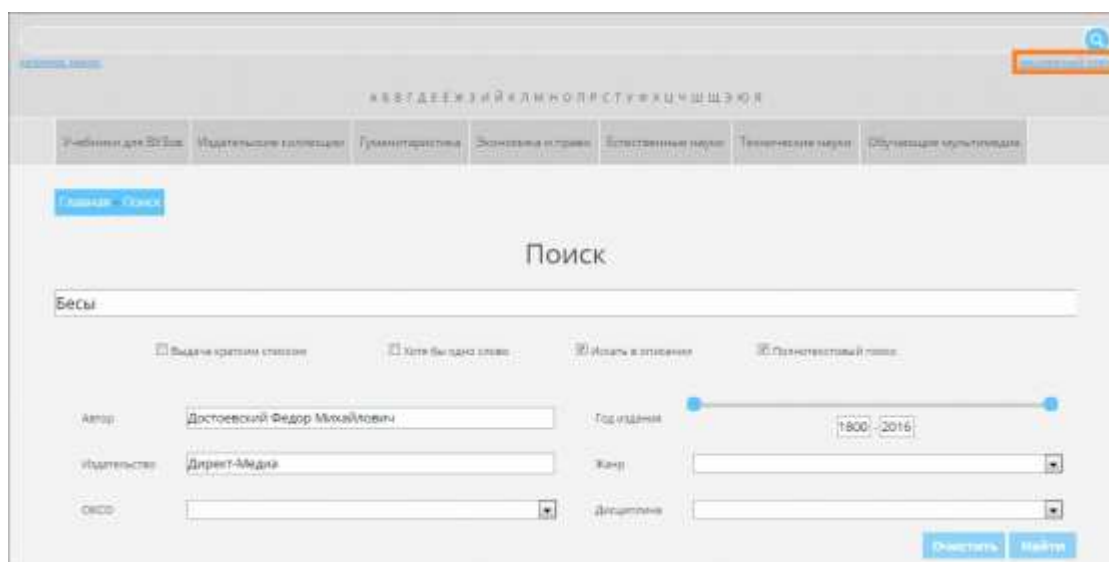 А Б В Г Д Е Ё Ж З И Й К Л М Н О П Р С Т У Ф Х Ц Ч Ш Щ Э Ю Я
Учебники для ВУЗов Издательские коллекции Гуманитаристика Экономика и право Естественные науки Технические науки Обучающие мультимедиа
Главная - Поиск
Поиск
Бесы
Выдача кратким списком Хотя бы одно слово Искать в описании Полнотекстовый поиск
Автор Достоевский Федор Михайлович Год издания
1800 - 2016
Издательство Директ-Медиа Жанр
ОКСО Дисциплина
Очистить Найти